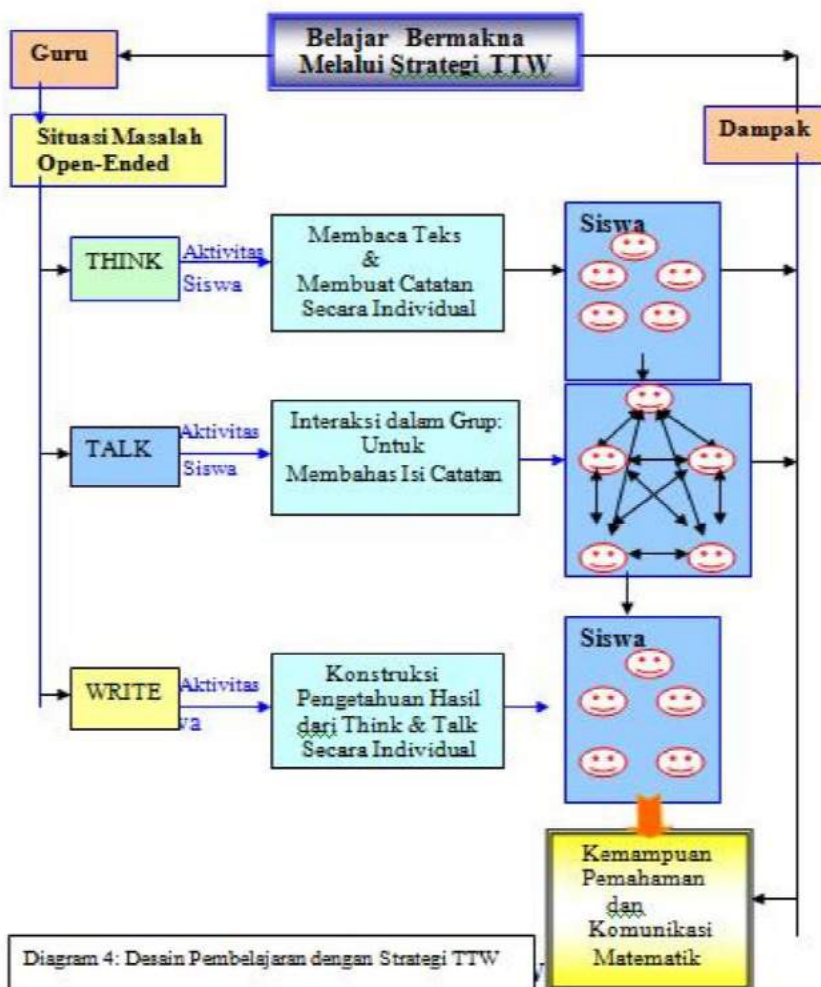 Belajar Bermakna
Melalui Strategi TTW
Guru
Dampak
Situasi Masalah
Open-Ended
THINK
Aktivitas
Siswa
Membaca Teks
&
Membuat Catatan
Secara Individual
Siswa
TALK
Aktivitas
Siswa
Interaksi dalam Grup:
Untuk
Membahas Isi Catatan
WRITE
Aktivitas
va
Konstruksi
Pengetahuan Hasil
dari Think & Talk
Secara Individual
Siswa
Kemampuan
Pemahaman
dan
Komunikasi
Matematik
Diagram 4: Desain Pembelajaran dengan Strategi TTW